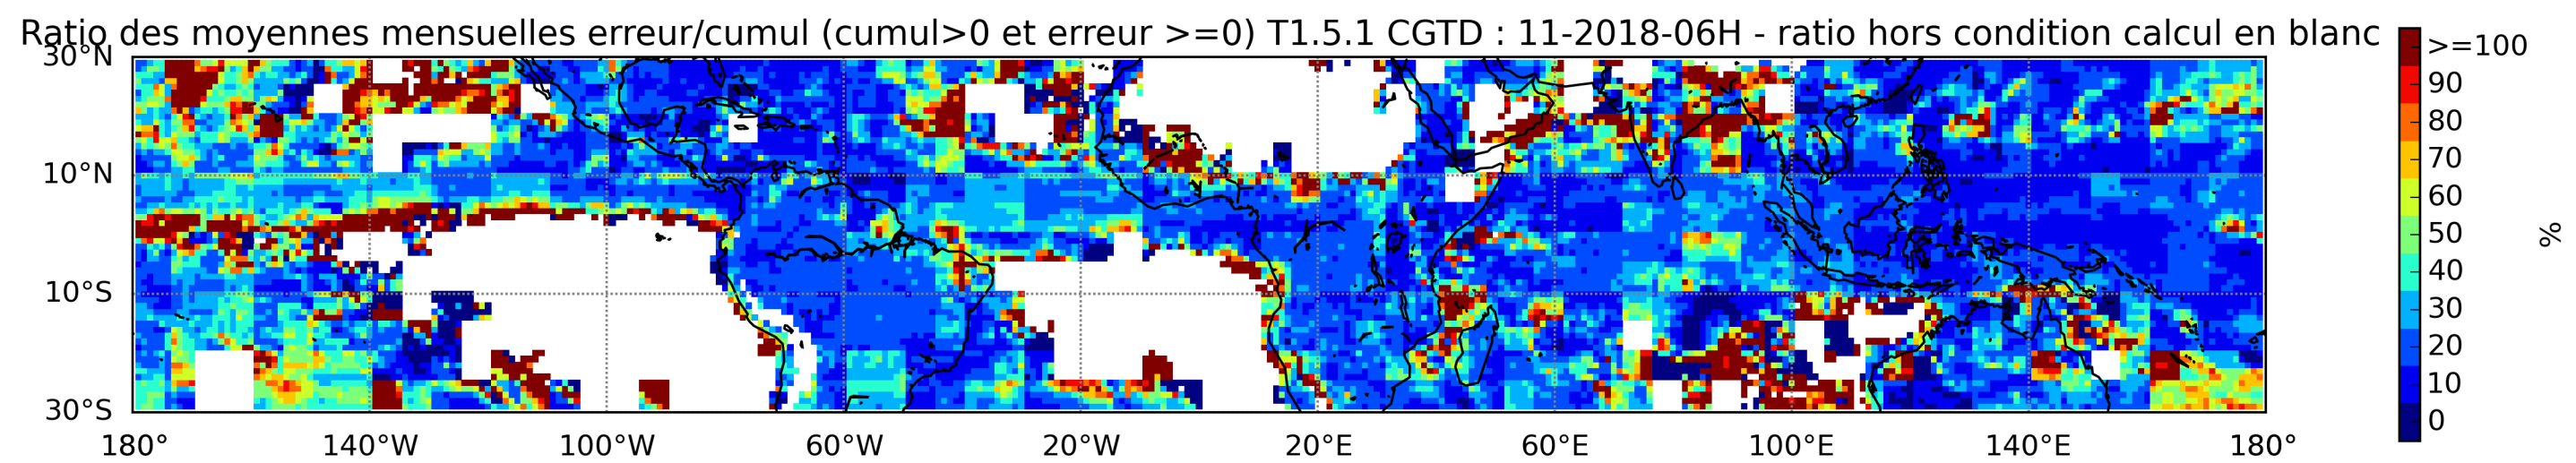 Ratio des moyennes mensuelles erreur/cumul (cumul>0 et erreur >=0) T1.5.1 CGTD : 11-2018-06H - ratio hors condition calcul en blanc
30°N
10°N
10°S
30°S
180° 140°W 100°W 60°W 20°W 20°E 60°E 100°E 140°E 180°
>=100
90
80
70
60
50
40
30
20
10
0
%